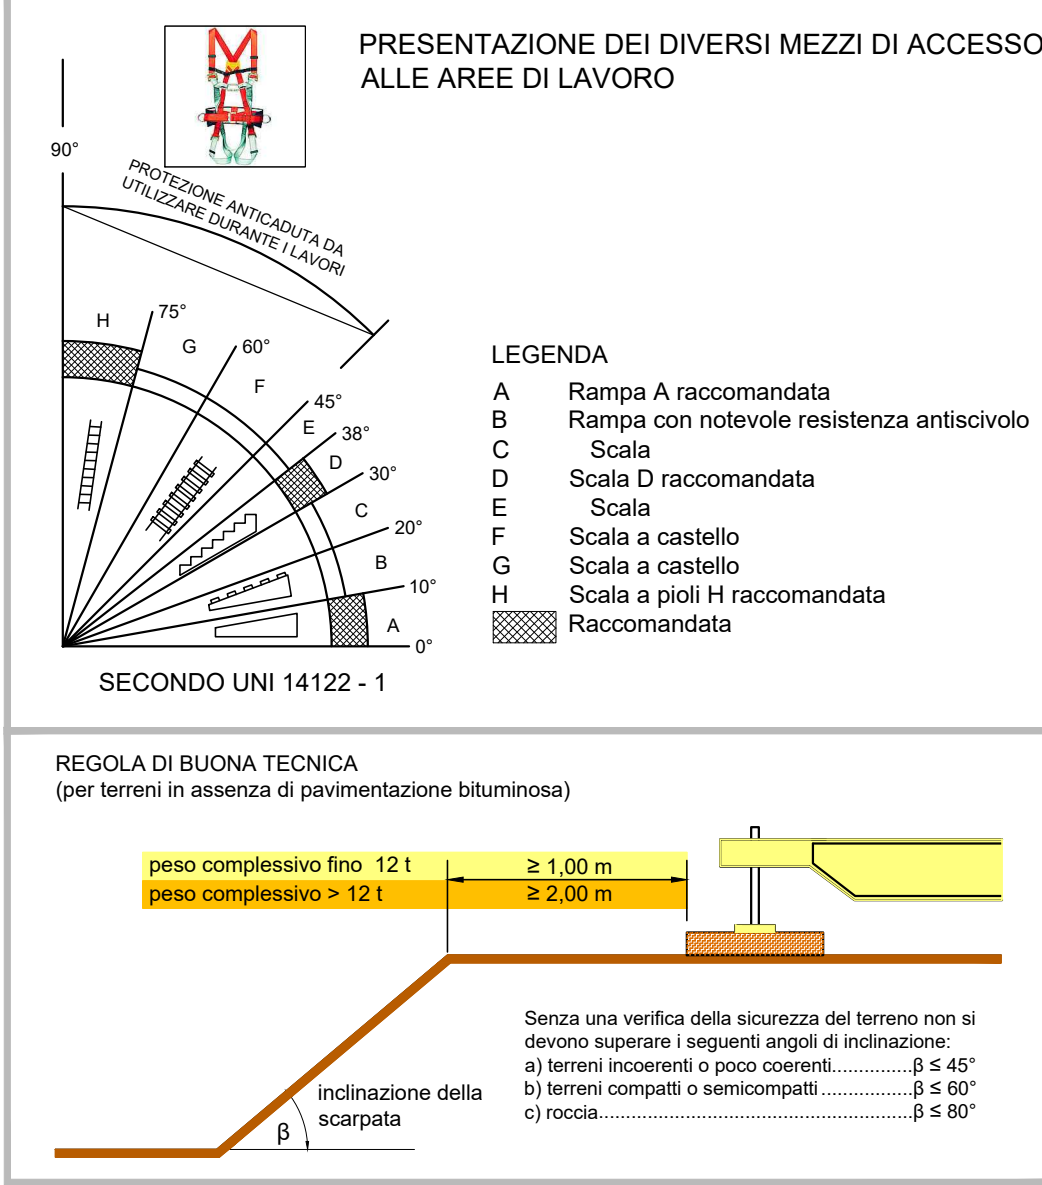 PRESENTAZIONE DEI DIVERSI MEZZI DI ACCESSO
ALLE AREE DI LAVORO
90°
PROTEZIONE ANTICADUTA DA
UTILIZZARE DURANTE I LAVORI
H
75°
G
60°
F
45°
E
38°
D
30°
C
20°
B
10°
A
0°
SECONDO UNI 14122 - 1
LEGENDA
A Rampa A raccomandata
B Rampa con notevole resistenza antiscivolo
C Scala
D Scala D raccomandata
E Scala
F Scala a castello
G Scala a castello
H Scala a pioli H raccomandata
Raccomandata
REGOLA DI BUONA TECNICA
(per terreni in assenza di pavimentazione bituminosa)
peso complessivo fino 12 t ≥ 1,00 m
peso complessivo > 12 t ≥ 2,00 m
Senza una verifica della sicurezza del terreno non si
devono superare i seguenti angoli di inclinazione:
a) terreni incoerenti o poco coerenti...............β ≤ 45°
b) terreni compatti o semicompatti.................β ≤ 60°
c) roccia..........................................................β ≤ 80°
inclinazione della
scarpata
β